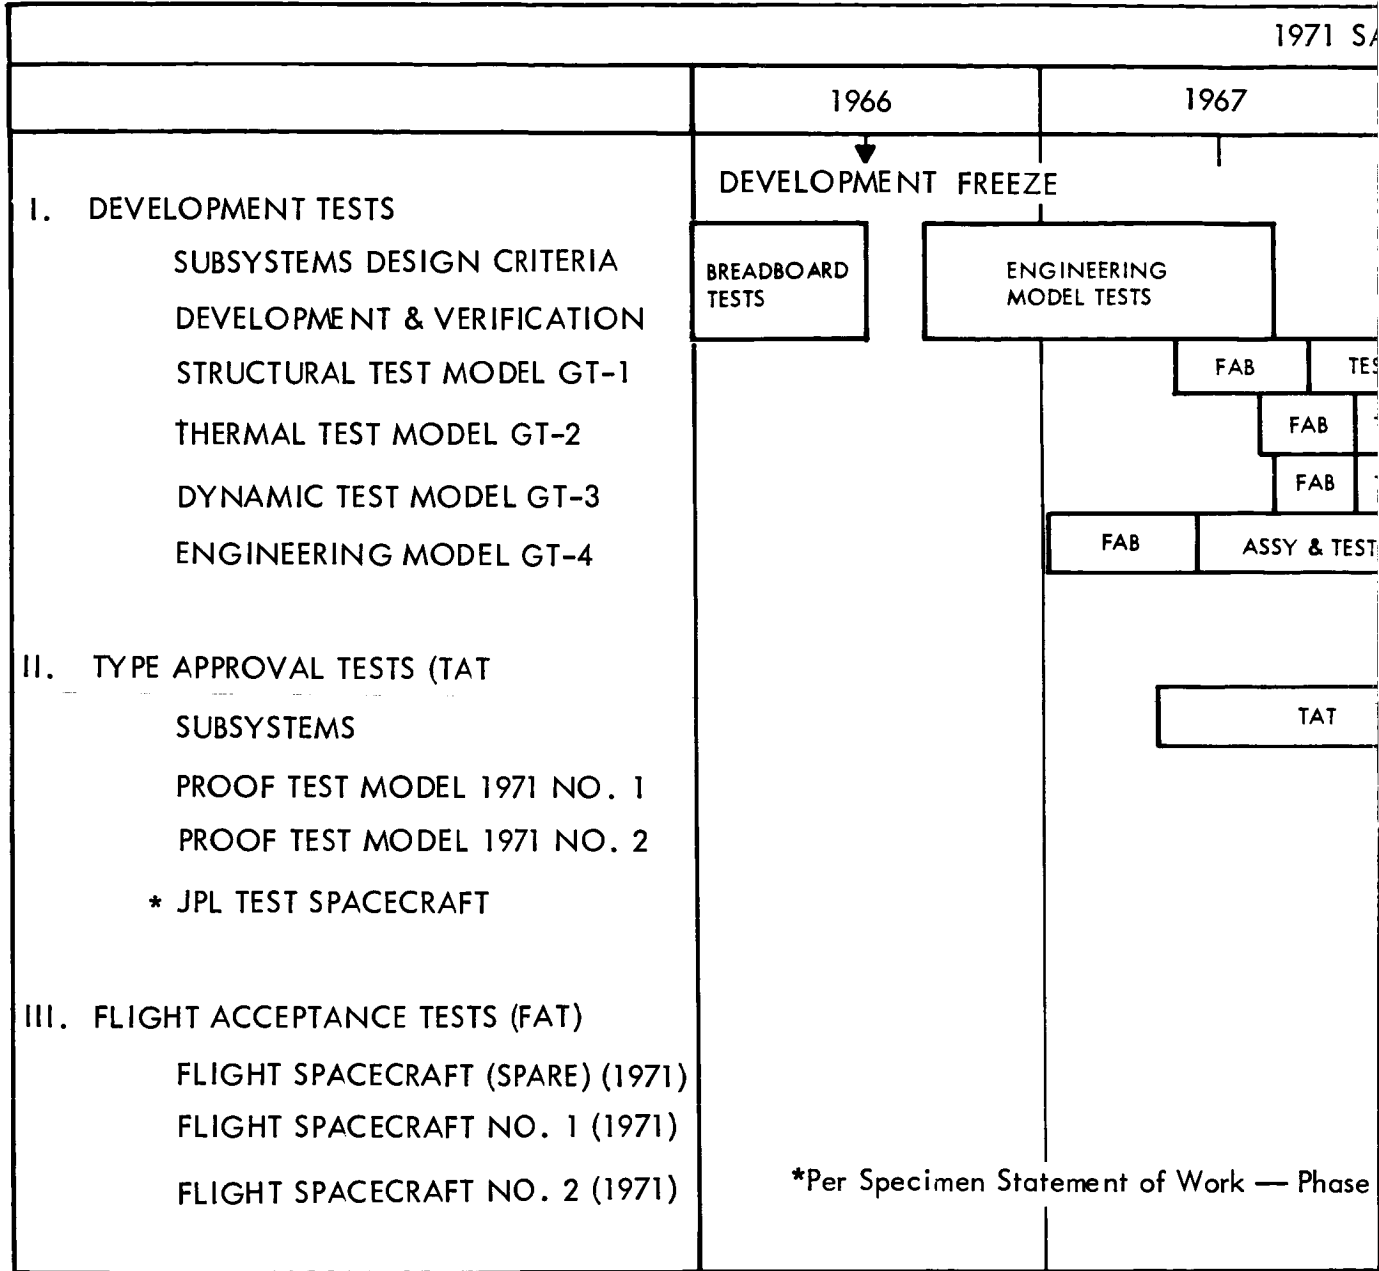 1971 SA
1966 1967
DEVELOPMENT FREEZE
I. DEVELOPMENT TESTS
SUBSYSTEMS DESIGN CRITERIA
BREADBOARD
TESTS
ENGINEERING
MODEL TESTS
DEVELOPMENT & VERIFICATION
STRUCTURAL TEST MODEL GT-1
FAB TES
THERMAL TEST MODEL GT-2
FAB
DYNAMIC TEST MODEL GT-3
FAB
ENGINEERING MODEL GT-4
FAB ASSY & TEST
II. TYPE APPROVAL TESTS (TAT
SUBSYSTEMS
TAT
PROOF TEST MODEL 1971 NO. 1
PROOF TEST MODEL 1971 NO. 2
* JPL TEST SPACECRAFT
III. FLIGHT ACCEPTANCE TESTS (FAT)
FLIGHT SPACECRAFT (SPARE) (1971)
FLIGHT SPACECRAFT NO. 1 (1971)
FLIGHT SPACECRAFT NO. 2 (1971)
*Per Specimen Statement of Work — Phase